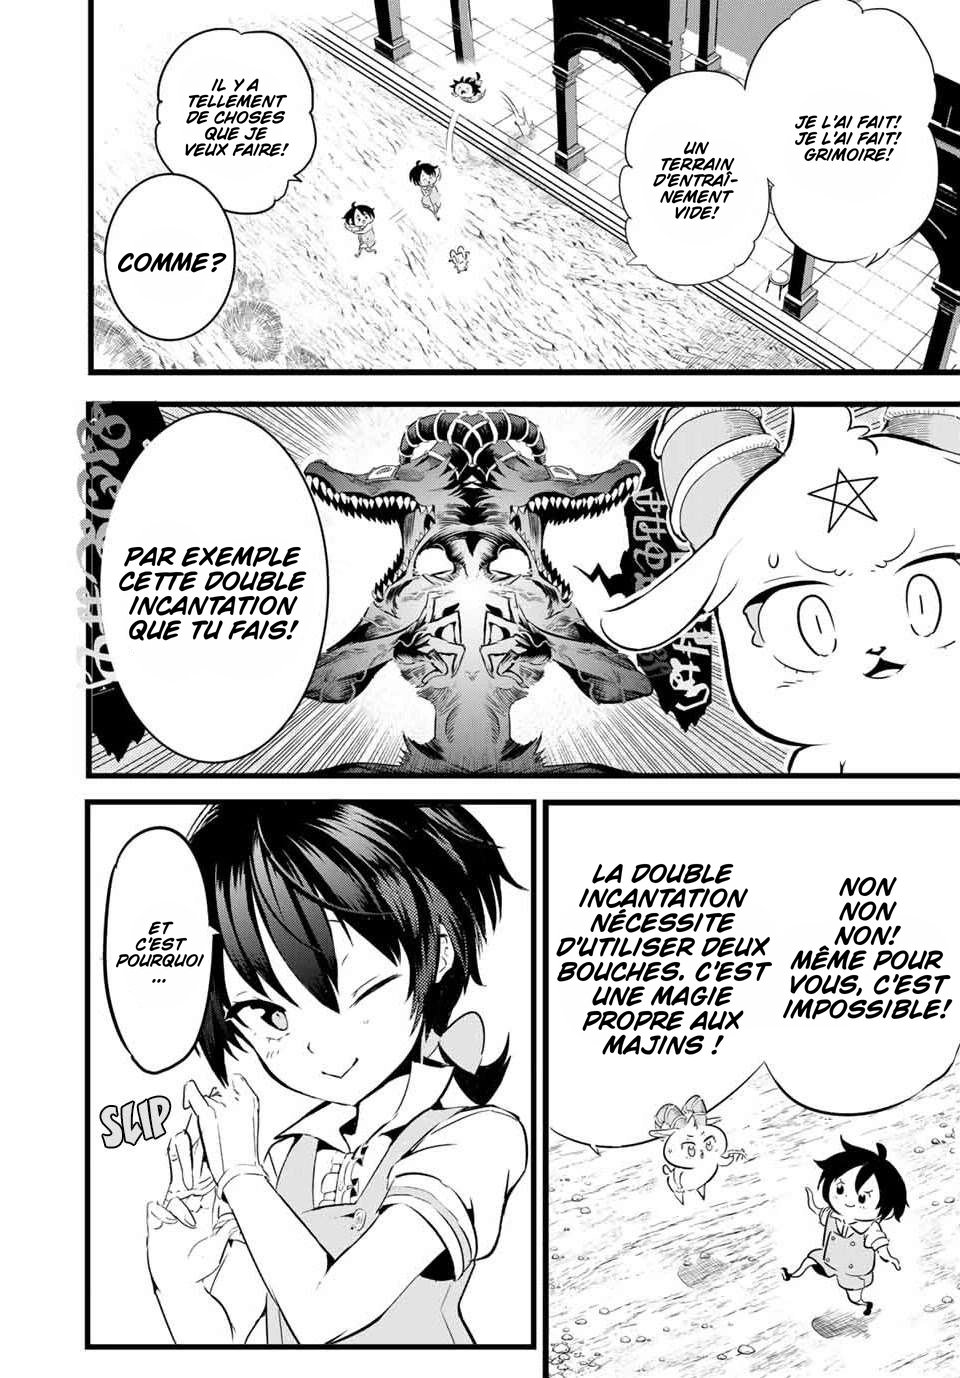 JE L'AI FAIT!
JE L'AI FAIT!
GRIMOIRE!
UN
TERRAIN
D'ENTRAÎ-
NEMENT
VIDE!
IL Y A
TELLEMENT
DE CHOSES
QUE JE
VEUX FAIRE!
COMME?
PAR EXEMPLE
CETTE DOUBLE
INCANTATION
QUE TU FAIS!
NON
NON
NON!
MÊME POUR
VOUS, C'EST
IMPOSSIBLE!
LA DOUBLE
INCANTATION
NÉCESSITE
D'UTILISER DEUX
BOUCHES. C'EST
UNE MAGIE
PROPRE AUX
MAJINS !
ET
C'EST
POURQUOI
...
SLIP